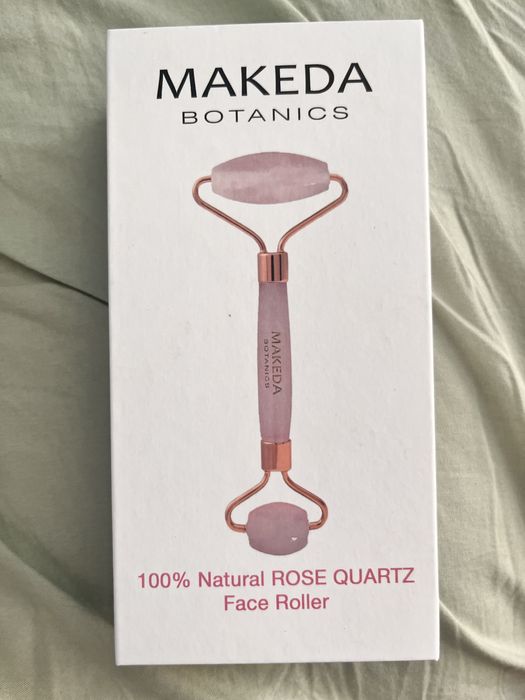 MAKEDA
BOTANICS
MAKEDA
BOTANICS
100% Natural ROSE QUARTZ
Face Roller